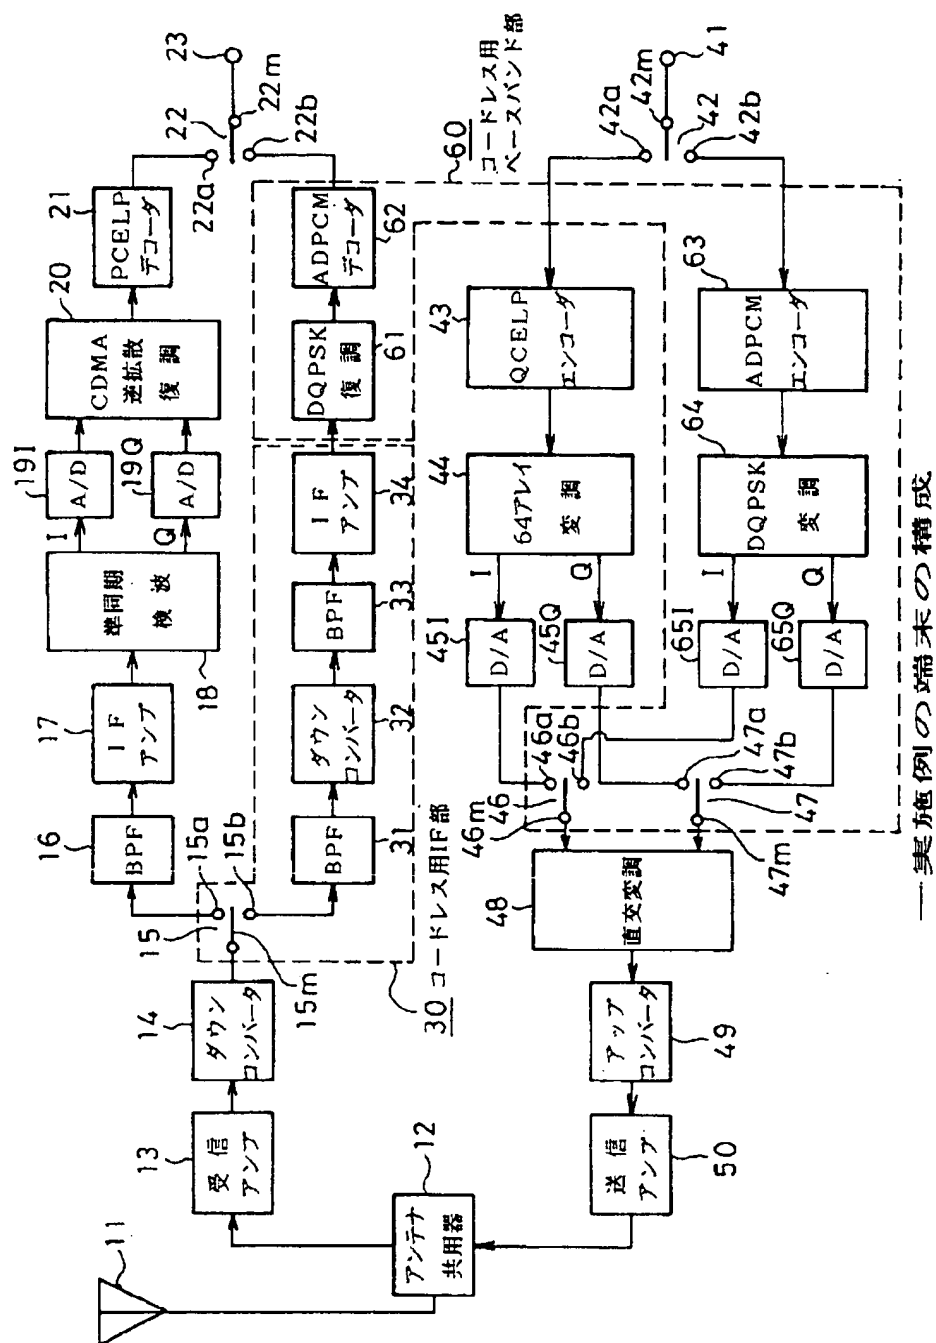 11
アンテナ
共用器
12
受信
アンプ
13
ダウン
コンバータ
14
15
15a
15b
15m
BPF
16
IF
アンプ
17
準同期
検波
18
I
Q
A/D
19I
A/D
19Q
CDMA
逆拡散
復調
20
PCELP
デコーダ
21
22
22a
22b
22m
23
30
コードレス用IF部
BPF
31
ダウン
コンバータ
32
BPF
33
IF
アンプ
34
DQPSK
復調
61
ADPCM
デコーダ
62
60
コードレス用
ベースバンド部
41
42
42a
42b
42m
QCELP
エンコーダ
43
64アレイ
変調
44
I
Q
D/A
45I
D/A
45Q
ADPCM
エンコーダ
63
DQPSK
変調
64
I
Q
D/A
65I
D/A
65Q
46
46a
46b
46m
47
47a
47b
47m
直交変調
48
アップ
コンバータ
49
送信
アンプ
50
一実施例の端末の構成